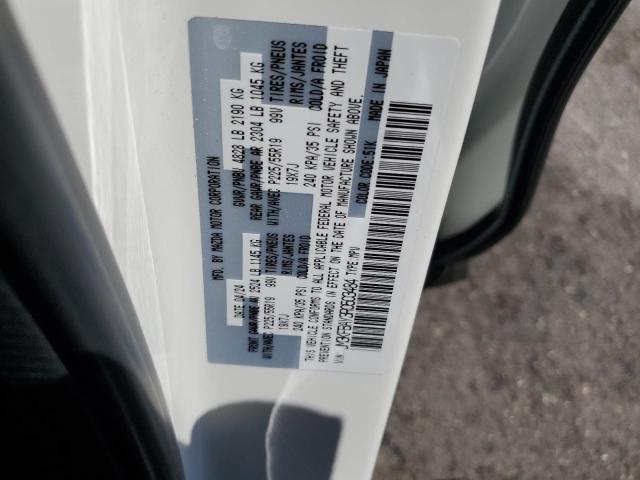 MFD. BY MAZDA MOTOR CORPORATION
DATE: 04/24 GVWR/PNBV 4828 LB 2190 KG
FRONT GAWR/PNBE AV 2524 LB 1145 KG REAR GAWR/PNBE AR 2304 LB 1045 KG
WITH/AVEC P225/55R19 99V TIRES/PNEUS WITH/AVEC P225/55R19 99V TIRES/PNEUS
19X7J RIMS/JANTES 19X7J RIMS/JANTES
240 KPA/35 PSI COLD/A FROID 240 KPA/35 PSI COLD/A FROID
THIS VEHICLE CONFORMS TO ALL APPLICABLE FEDERAL MOTOR VEHICLE SAFETY AND THEFT
PREVENTION STANDARDS IN EFFECT ON THE DATE OF MANUFACTURE SHOWN ABOVE.
VIN: TYPE:MPV COLOR CODE:51K MADE IN JAPAN